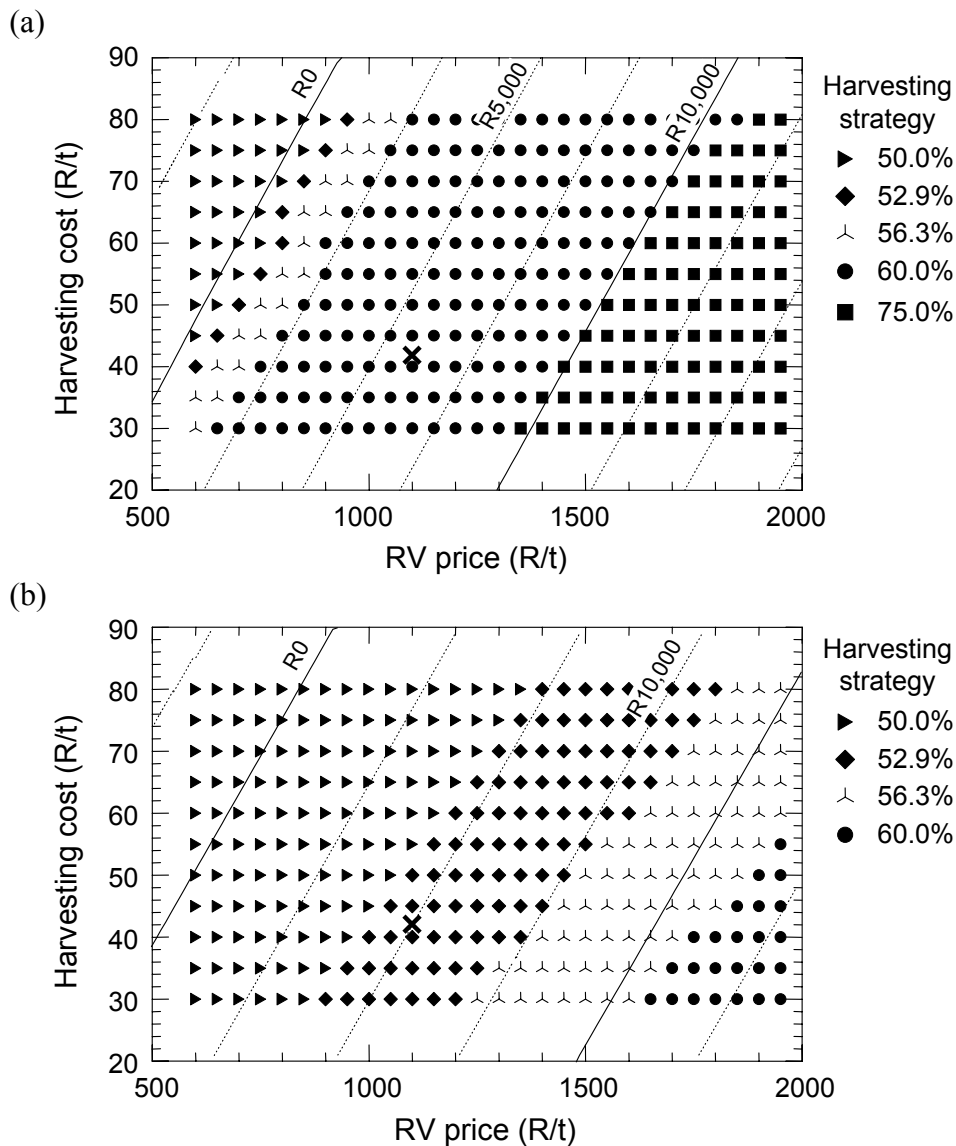 (a)
90
80
70
60
50
40
30
20
Harvesting cost (R/t)
R0
R5,000
R10,000
500
1000
1500
2000
RV price (R/t)
Harvesting
strategy
50.0%
52.9%
56.3%
60.0%
75.0%
(b)
90
80
70
60
50
40
30
20
Harvesting cost (R/t)
R0
R10,000
500
1000
1500
2000
RV price (R/t)
Harvesting
strategy
50.0%
52.9%
56.3%
60.0%